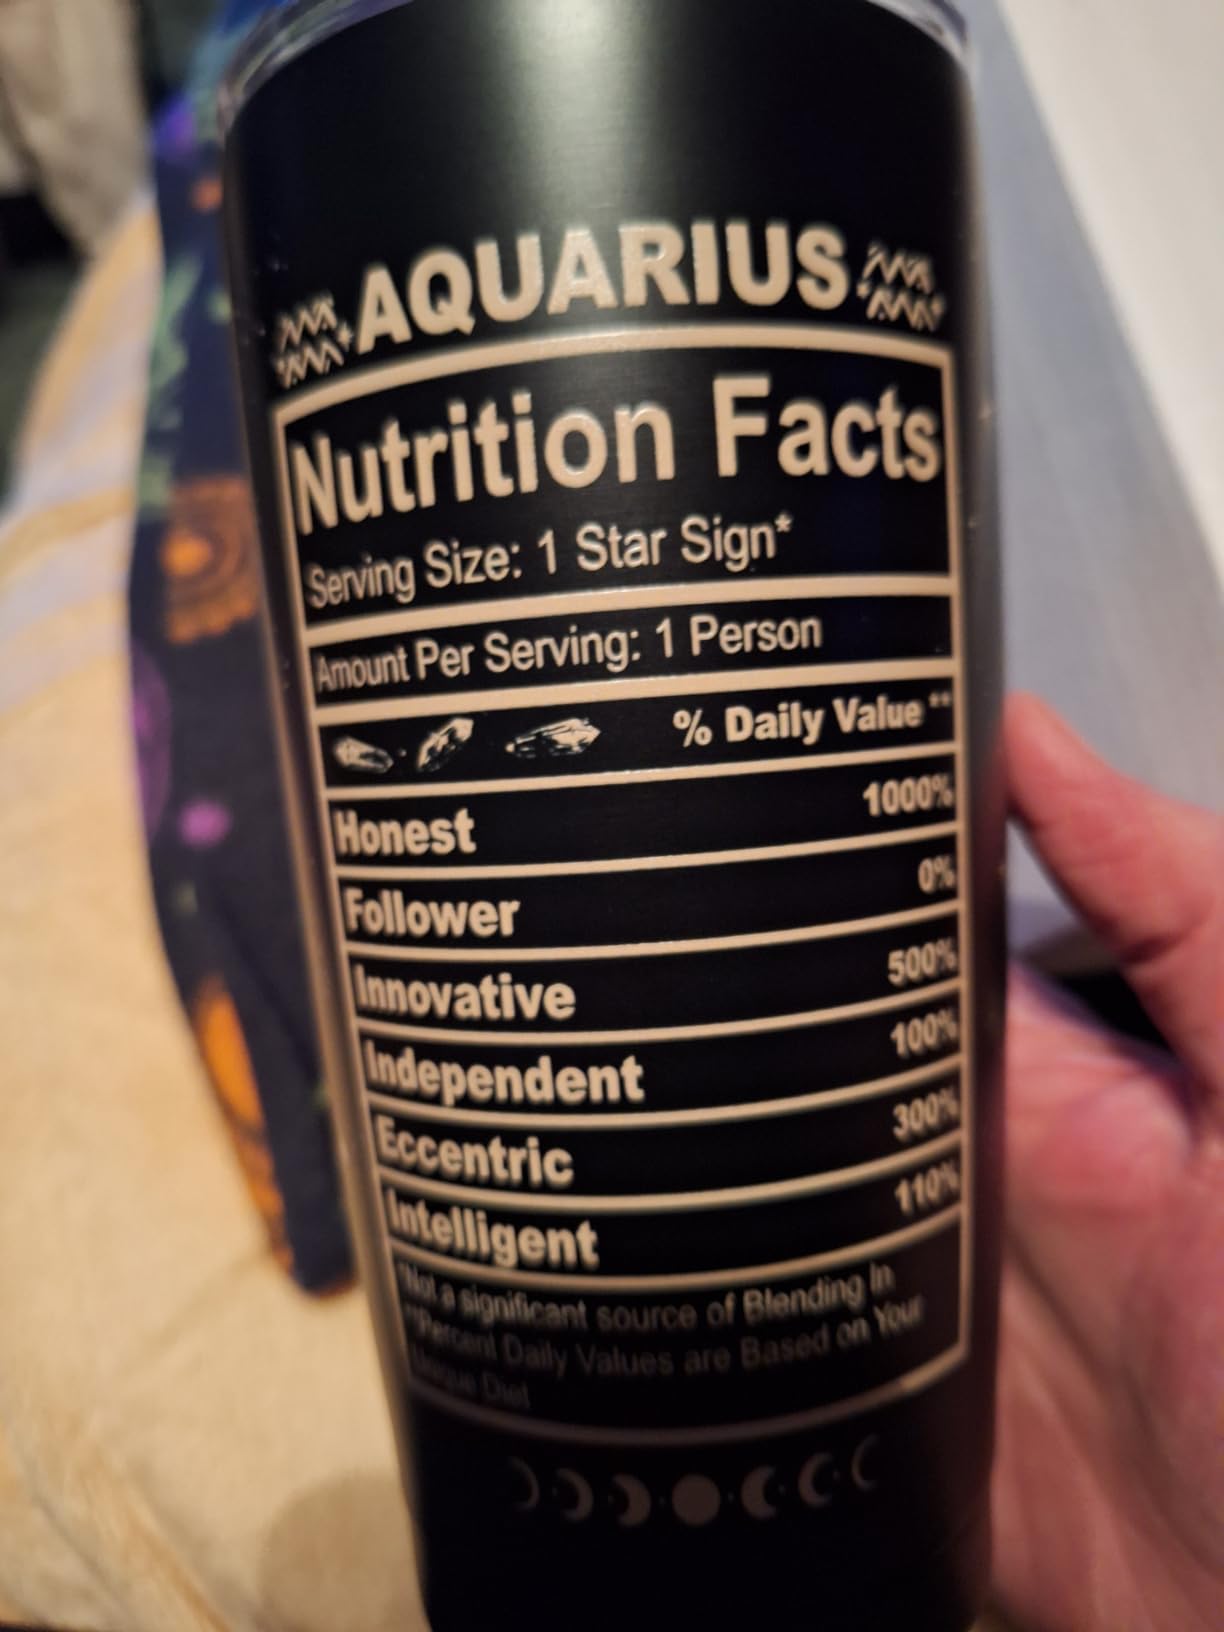 AQUARIUS
Nutrition Facts
Serving Size: 1 Star Sign*
Amount Per Serving: 1 Person
% Daily Value **
Honest 1000%
Follower 0%
Innovative 500%
Independent 100%
Eccentric 300%
Intelligent 110%
*Not a significant source of Blending In
**Percent Daily Values are Based on Your
Unique Diet